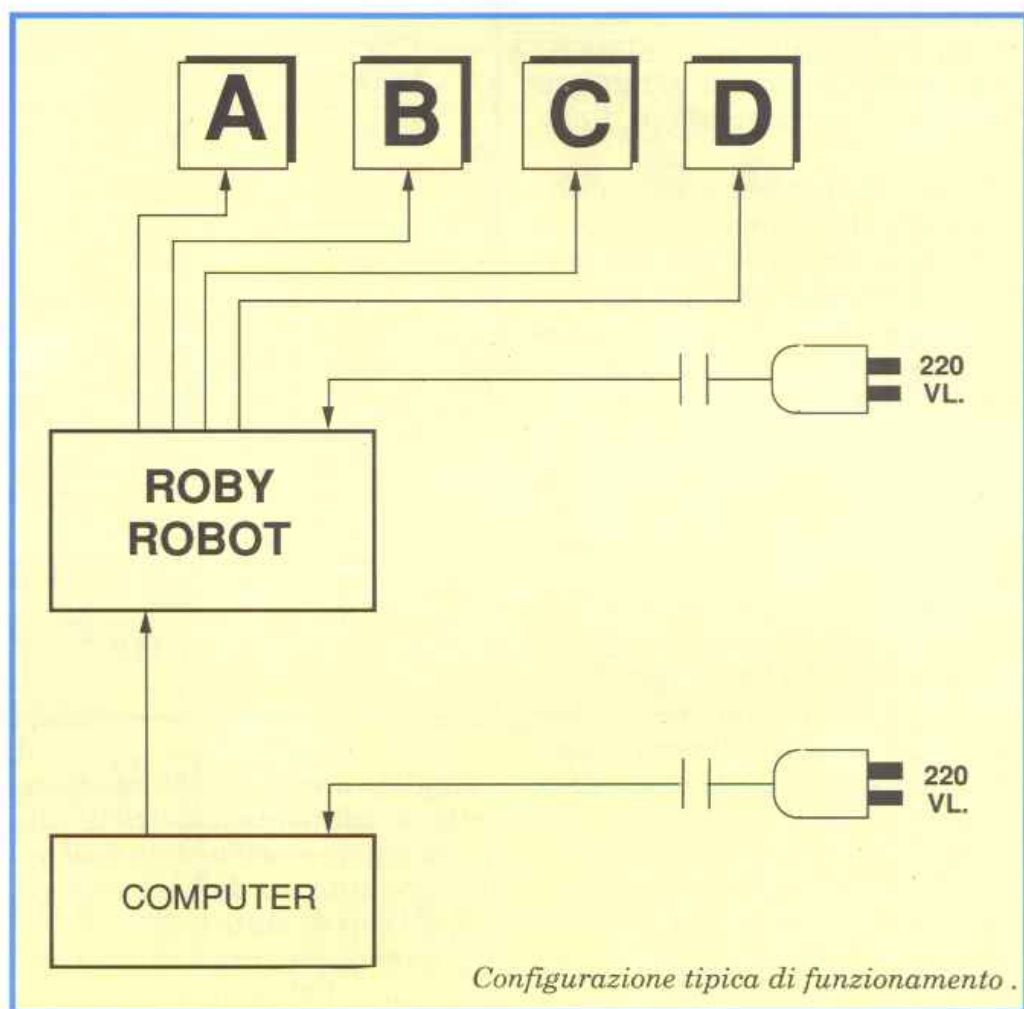 A B C D
220
VL.
ROBY
ROBOT
220
VL.
COMPUTER
Configurazione tipica di funzionamento .